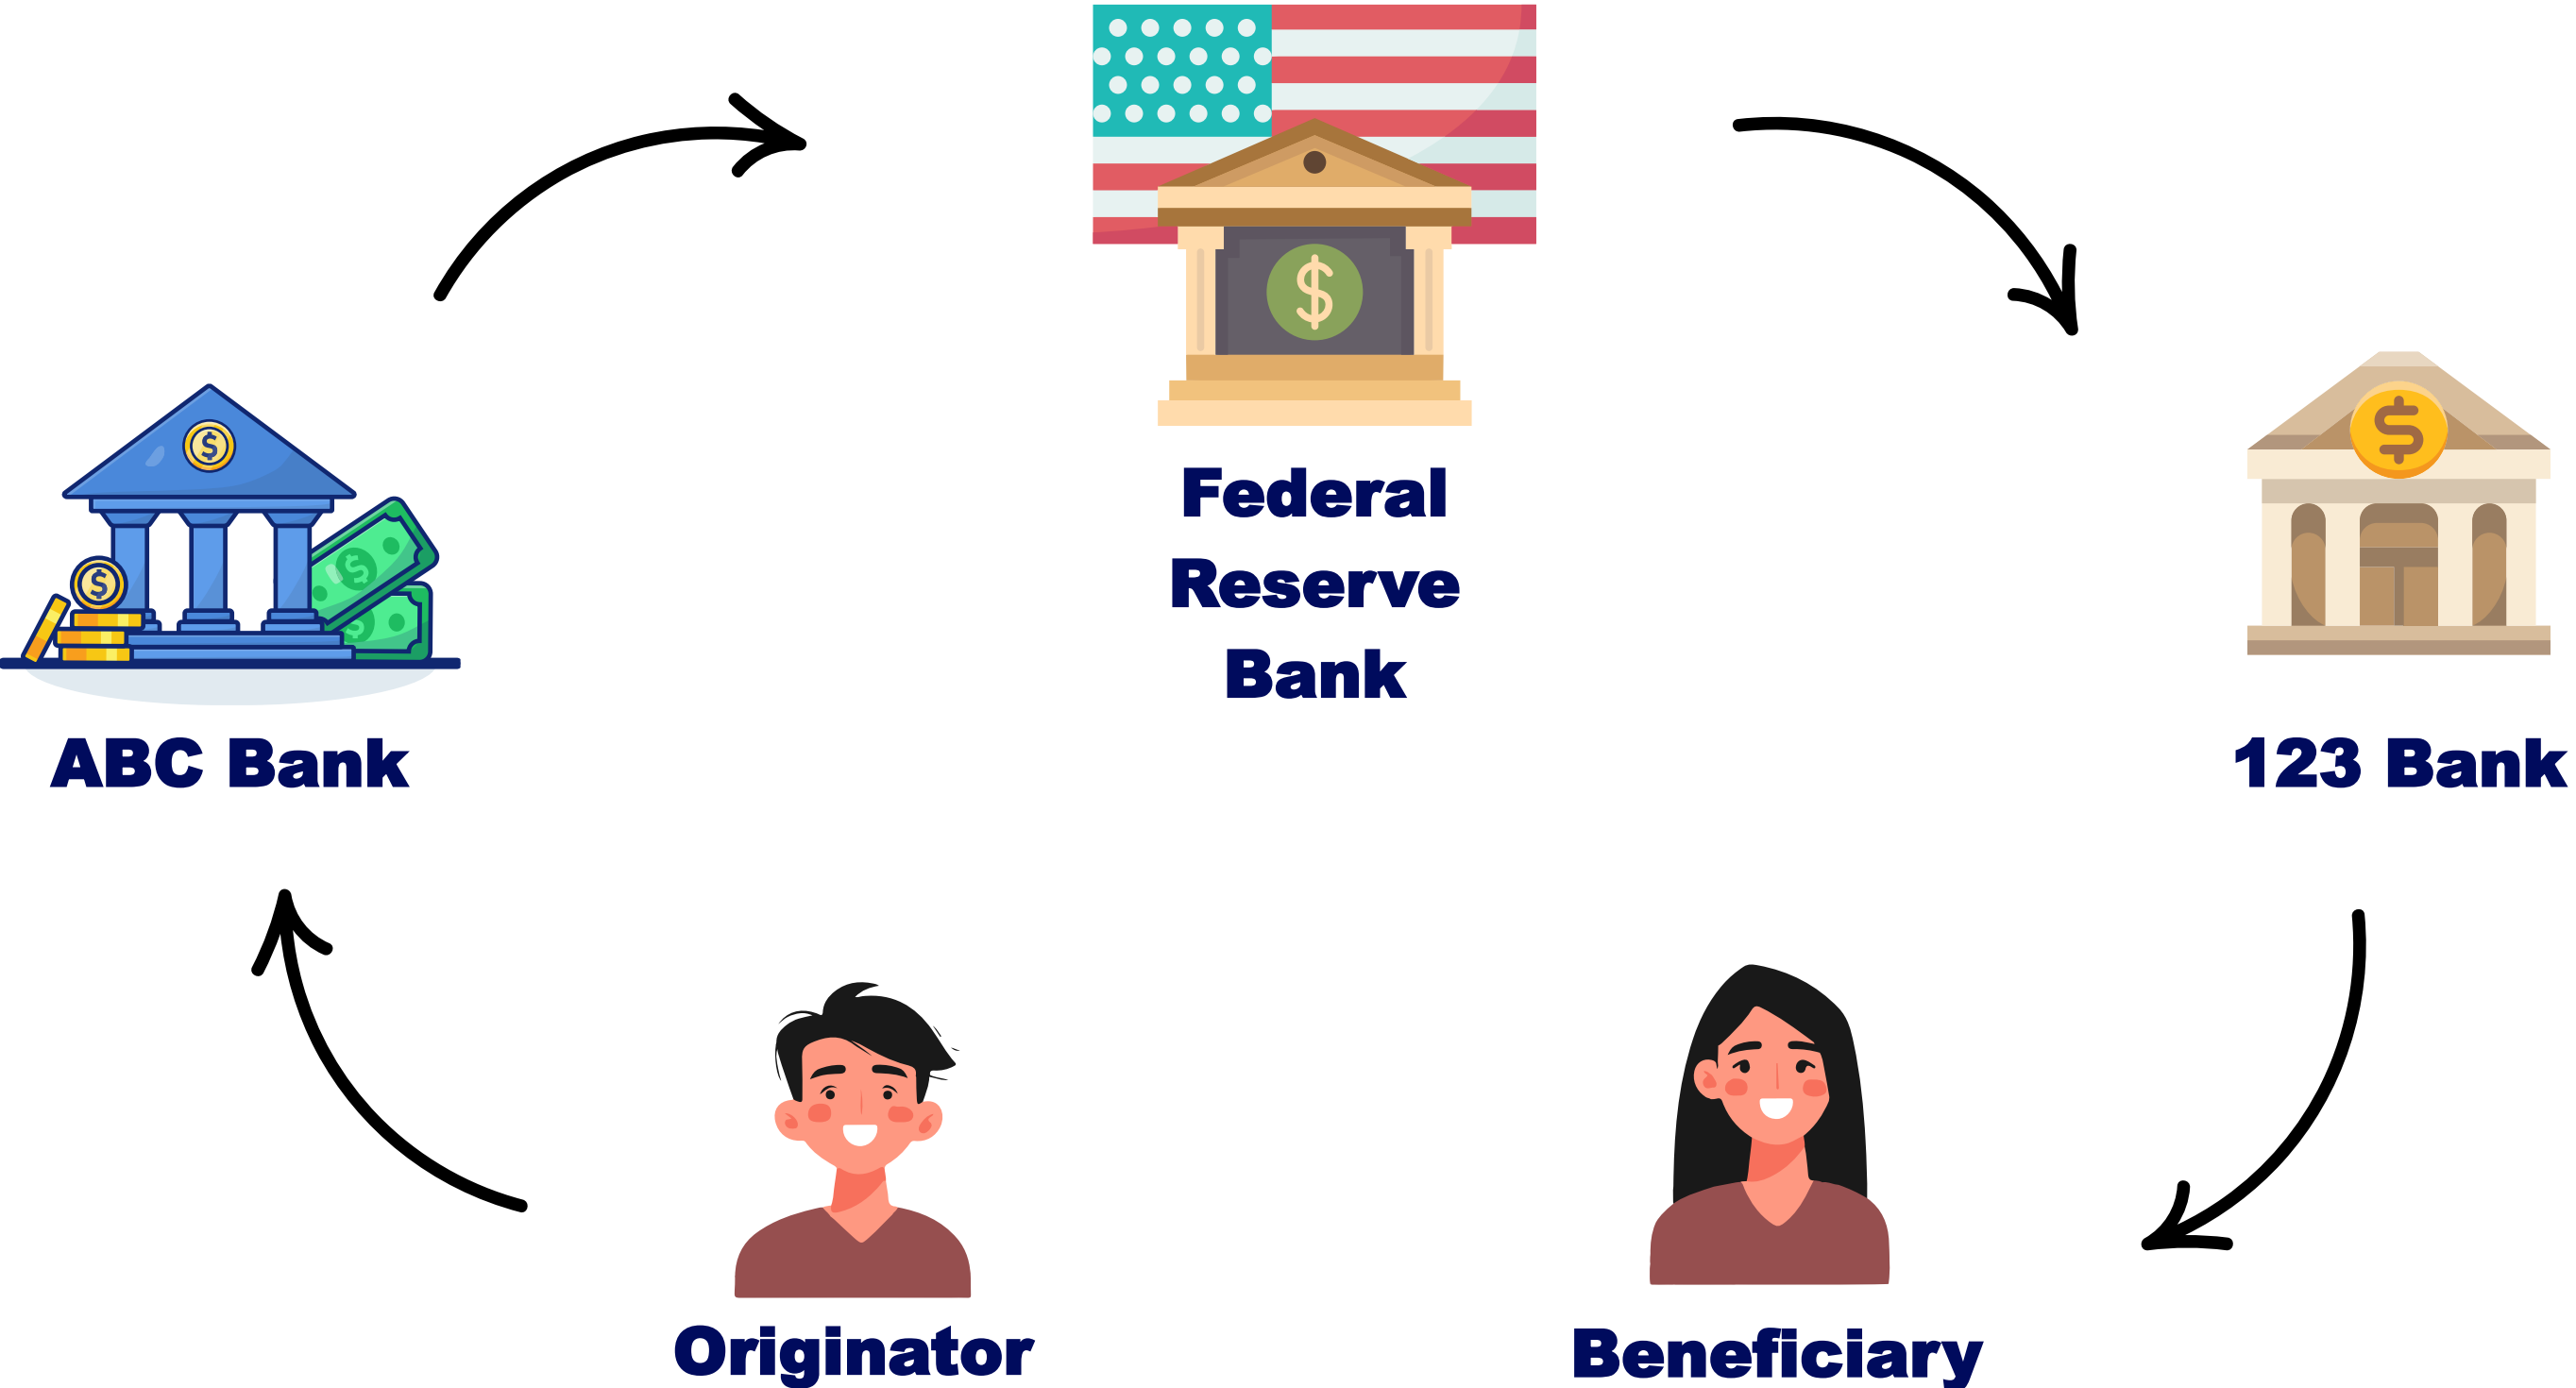 Federal
Reserve
Bank
ABC Bank
123 Bank
Originator
Beneficiary